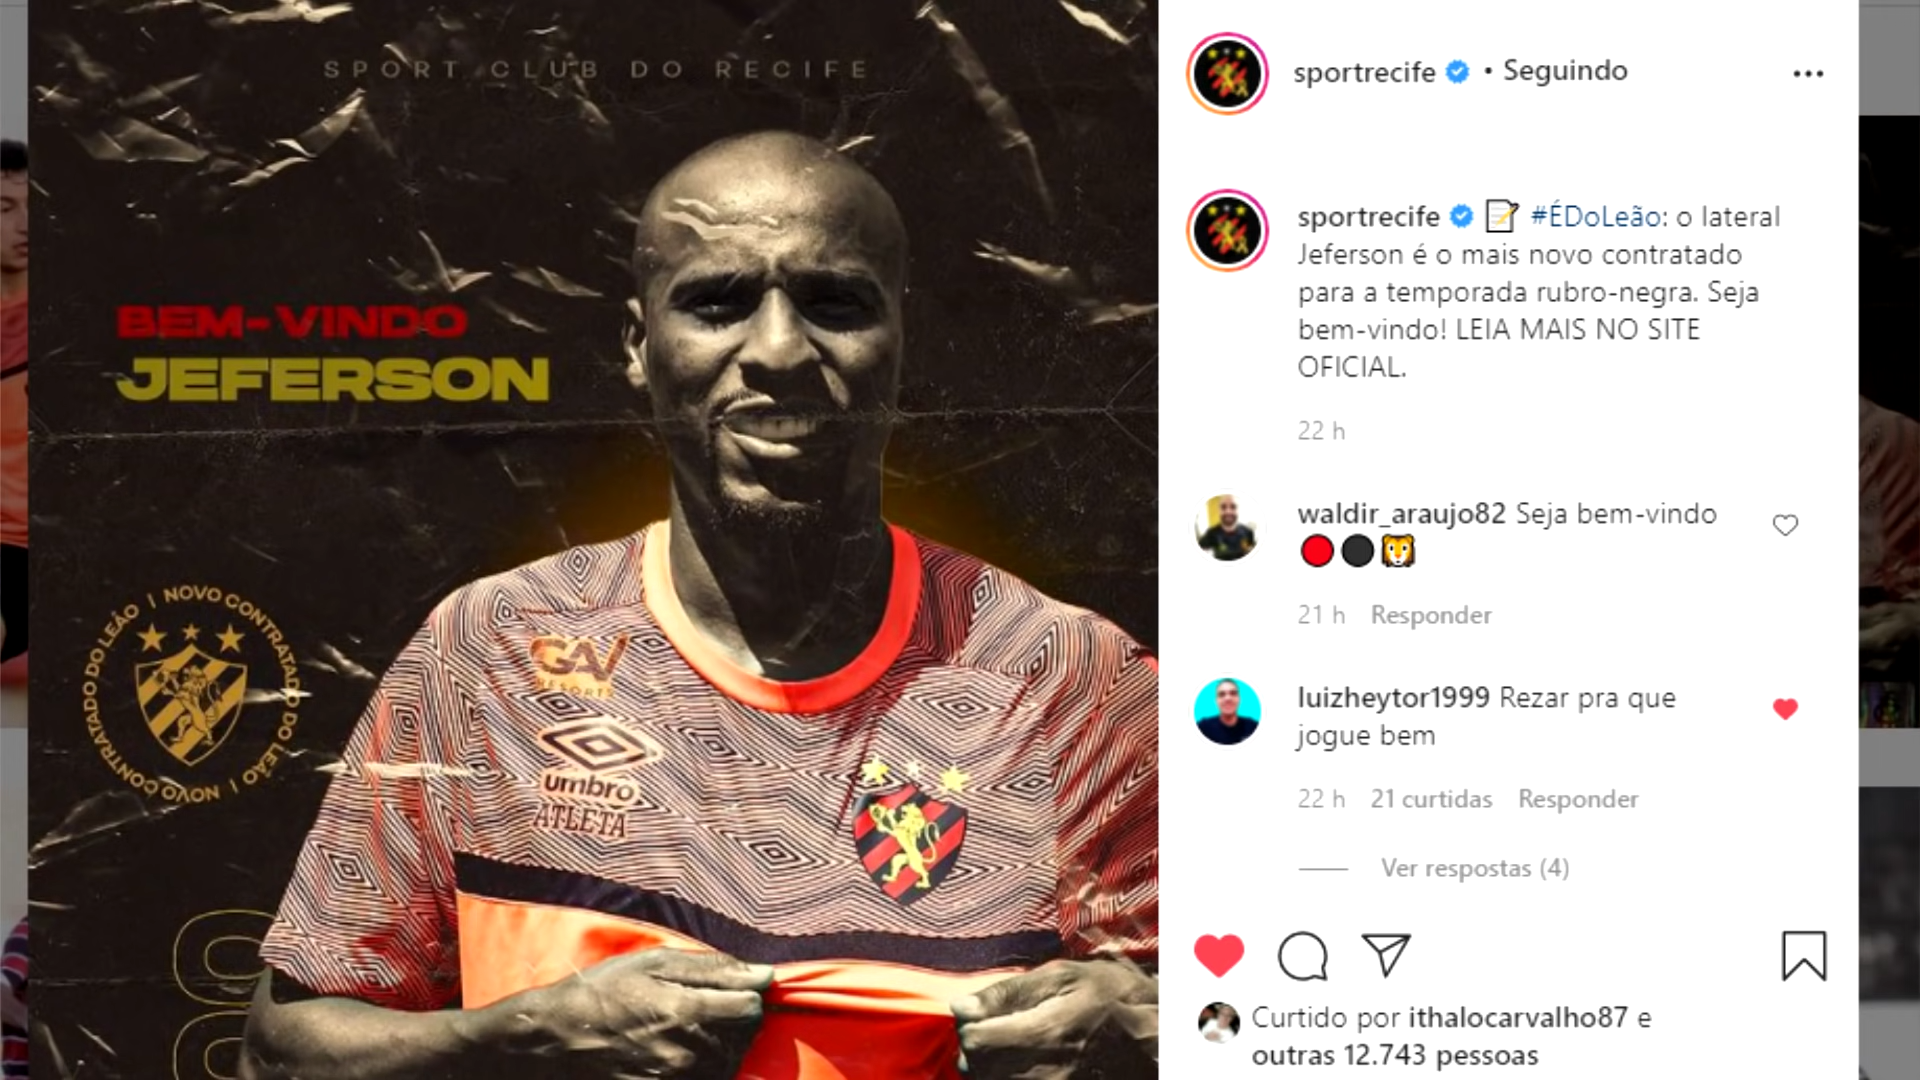 SPORT CLUB DO RECIFE
BEM-VINDO
JEFERSON
NOVO CONTRATADO DO LEÃO | NOVO CONTRATADO DO LEÃO |
GAV
RESORTS
umbro
ATLETA
sportrecife • Seguindo
sportrecife 📝 #ÉDoLeão: o lateral
Jeferson é o mais novo contratado
para a temporada rubro-negra. Seja
bem-vindo! LEIA MAIS NO SITE
OFICIAL.
22 h
waldir_araujo82 Seja bem-vindo
🔴⚫🦁
21 h Responder
luizheytor1999 Rezar pra que
jogue bem
22 h 21 curtidas Responder
Ver respostas (4)
Curtido por ithalocarvalho87 e
outras 12.743 pessoas